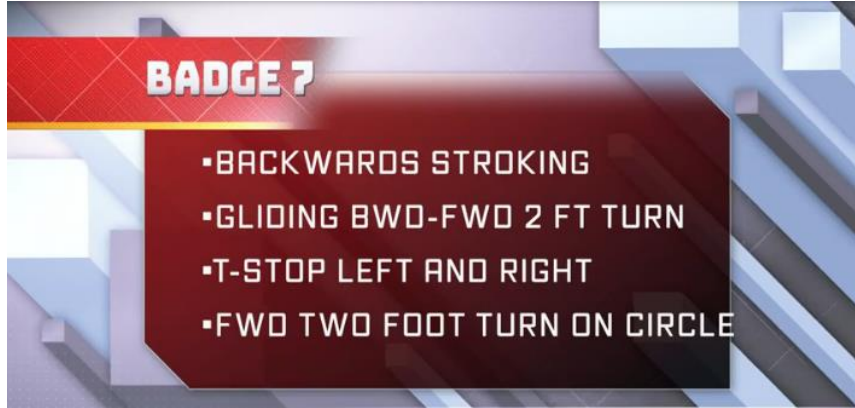 BADGE 7
▪BACKWARDS STROKING
▪GLIDING BWD-FWD 2 FT TURN
▪T-STOP LEFT AND RIGHT
▪FWD TWO FOOT TURN ON CIRCLE